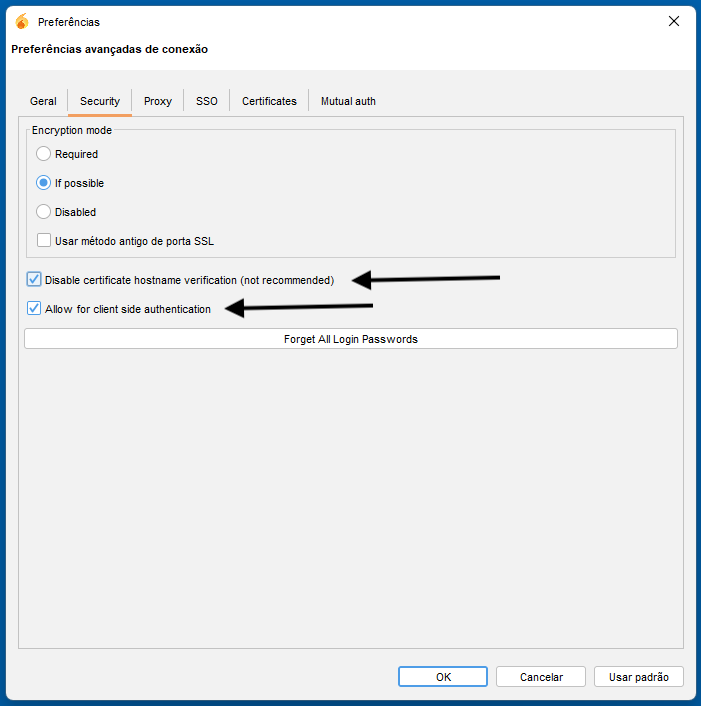 Preferências
Preferências avançadas de conexão
Geral Security Proxy SSO Certificates Mutual auth
Encryption mode
Required
If possible
Disabled
Usar método antigo de porta SSL
Disable certificate hostname verification (not recommended)
Allow for client side authentication
Forget All Login Passwords
OK Cancelar Usar padrão